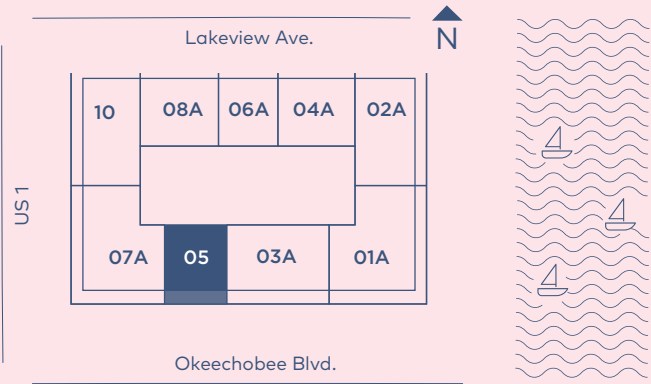 Lakeview Ave.
N
10
08A
06A
04A
02A
US 1
07A
05
03A
01A
Okeechobee Blvd.